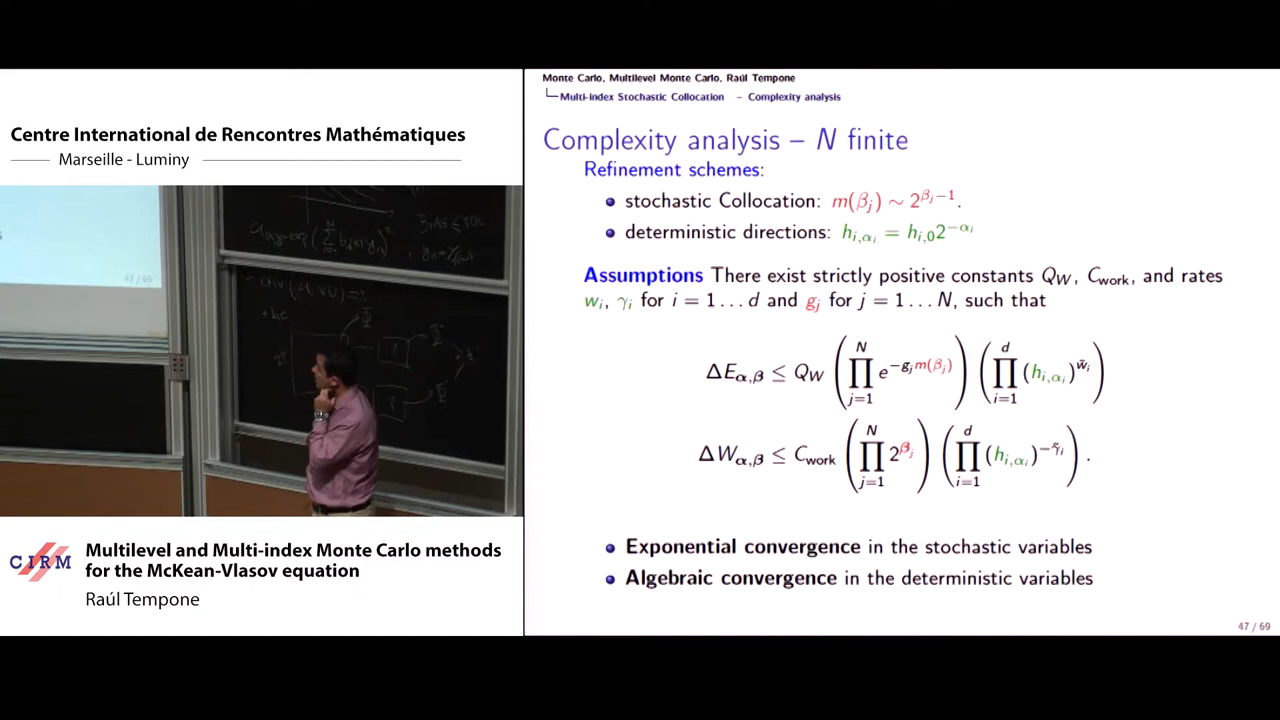 Centre International de Rencontres Mathématiques
Marseille - Luminy
CIRM
Multilevel and Multi-index Monte Carlo methods
for the McKean-Vlasov equation
Raúl Tempone
Monte Carlo, Multilevel Monte Carlo, Raúl Tempone
Multi-index Stochastic Collocation – Complexity analysis
Complexity analysis – N finite
Refinement schemes:
stochastic Collocation: m(β_j) ∼ 2^{β_j−1}.
deterministic directions: h_{i,α_i} = h_{i,0} 2^{−α_i}
Assumptions There exist strictly positive constants Q_W, C_work, and rates
w_i, γ_i for i = 1 … d and g_j for j = 1 … N, such that
ΔE_{α,β} ≤ Q_W (∏_{j=1}^{N} e^{−g_j m(β_j)}) (∏_{i=1}^{d} (h_{i,α_i})^{w̃_i})
ΔW_{α,β} ≤ C_work (∏_{j=1}^{N} 2^{β_j}) (∏_{i=1}^{d} (h_{i,α_i})^{−γ̃_i}) .
Exponential convergence in the stochastic variables
Algebraic convergence in the deterministic variables
47 / 69